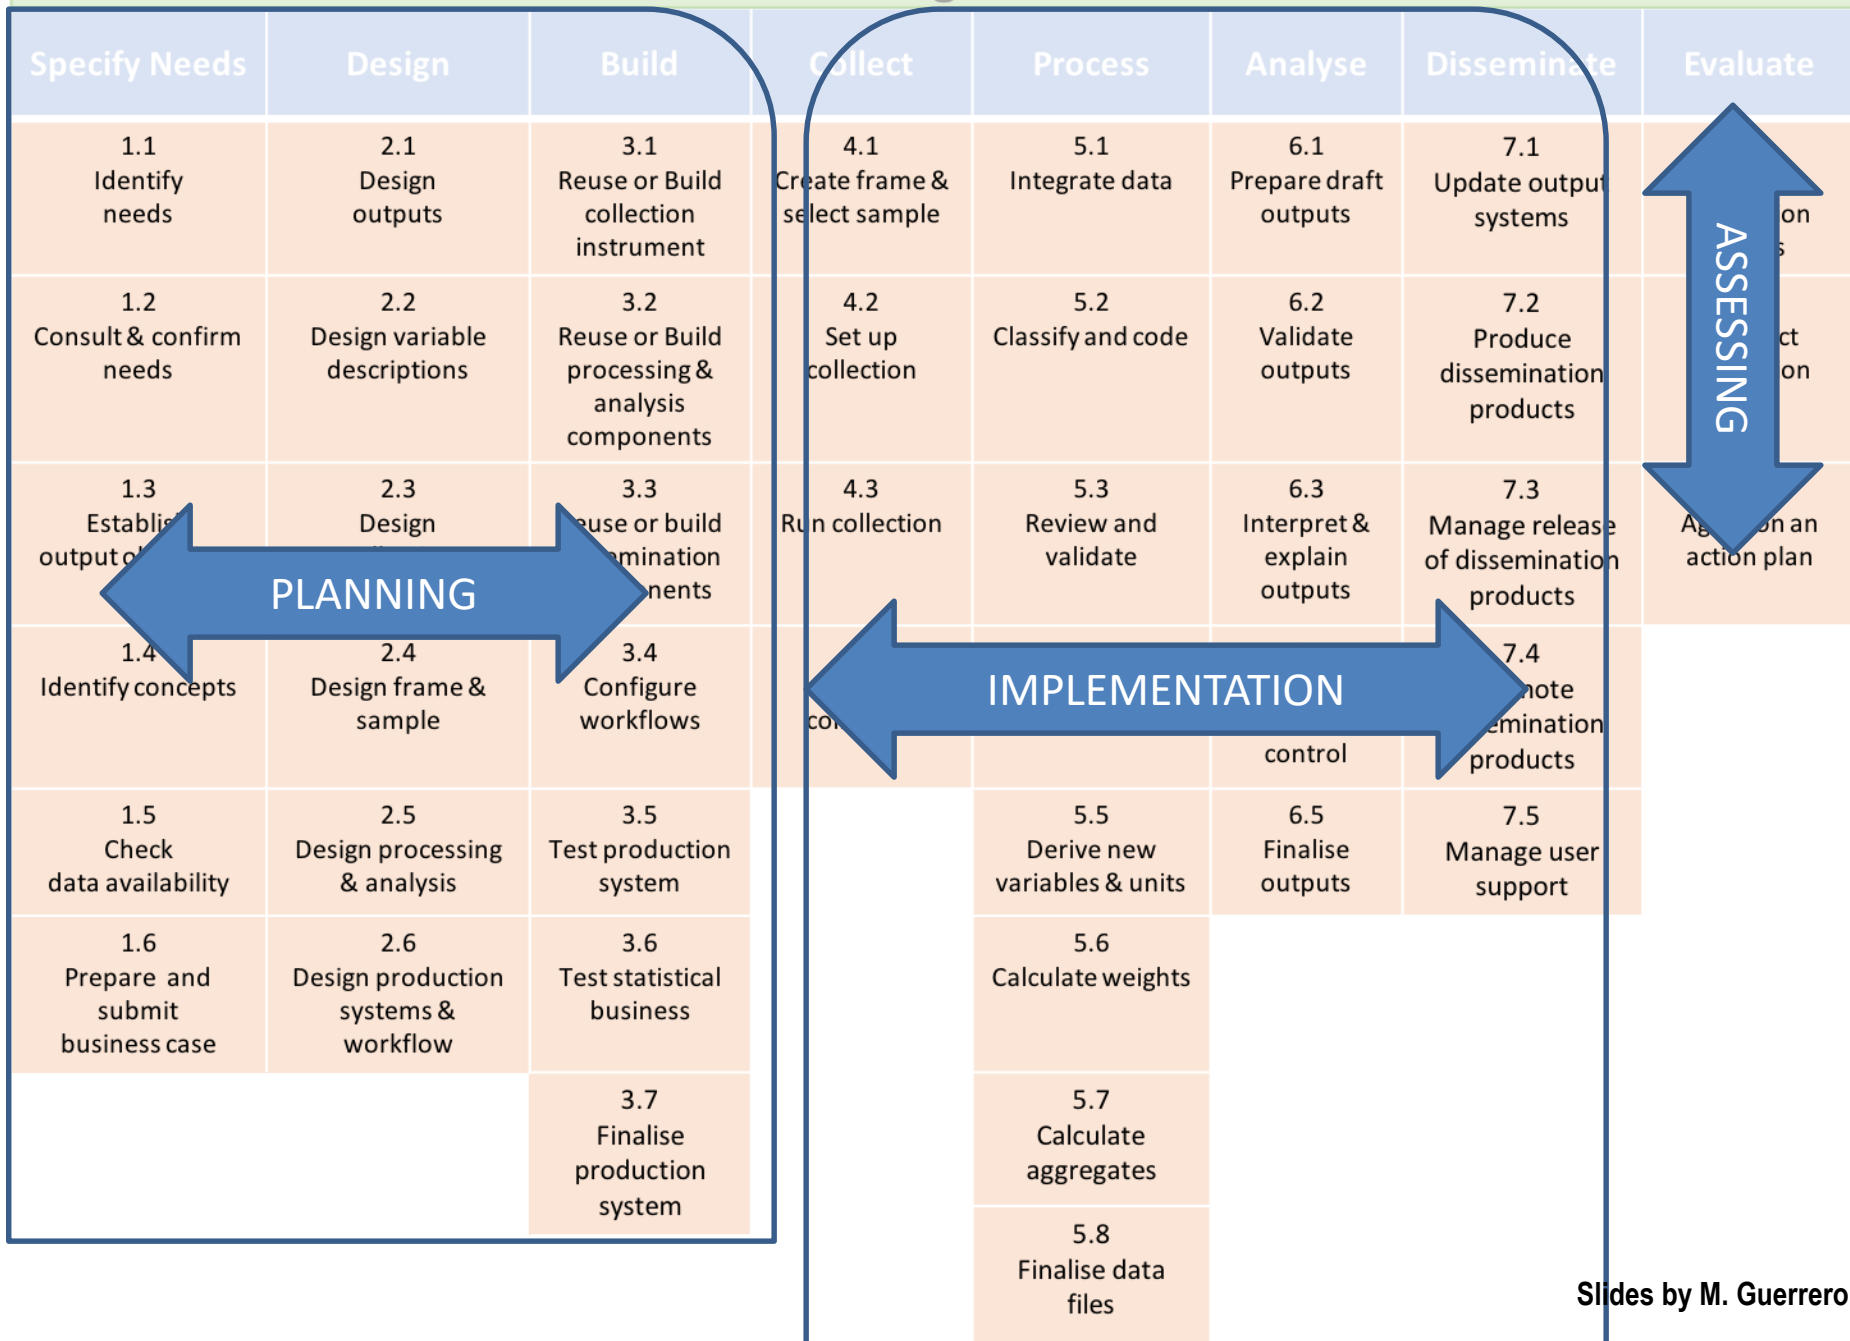 Specify Needs
Design
Build
Collect
Process
Analyse
Disseminate
Evaluate
1.1
Identify
needs
2.1
Design
outputs
3.1
Reuse or Build
collection
instrument
4.1
Create frame &
select sample
5.1
Integrate data
6.1
Prepare draft
outputs
7.1
Update output
systems
1.2
Consult & confirm
needs
2.2
Design variable
descriptions
3.2
Reuse or Build
processing &
analysis
components
4.2
Set up
collection
5.2
Classify and code
6.2
Validate
outputs
7.2
Produce
dissemination
products
ASSESSING
1.3
output
2.3
Design
3.3
or build
4.3
Run collection
5.3
Review and
validate
6.3
Interpret &
explain
outputs
7.3
Manage release
of dissemination
products
on an
action plan
PLANNING
1.4
Identify concepts
2.4
Design frame &
sample
3.4
Configure
workflows
IMPLEMENTATION
control
7.4
products
1.5
Check
data availability
2.5
Design processing
& analysis
3.5
Test production
system
5.5
Derive new
variables & units
6.5
Finalise
outputs
7.5
Manage user
support
1.6
Prepare and
submit
business case
2.6
Design production
systems &
workflow
3.6
Test statistical
business
5.6
Calculate weights
3.7
Finalise
production
system
5.7
Calculate
aggregates
5.8
Finalise data
files
Slides by M. Guerrero